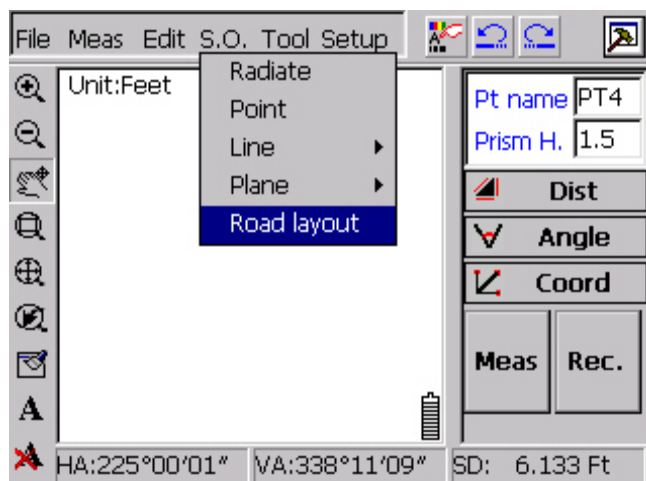 File Meas Edit S.O. Tool Setup
Unit:Feet
Radiate
Point
Line
Plane
Road layout
Pt name PT4
Prism H. 1.5
Dist
Angle
Coord
Meas Rec.
A
HA:225°00'01" VA:338°11'09" SD: 6.133 Ft